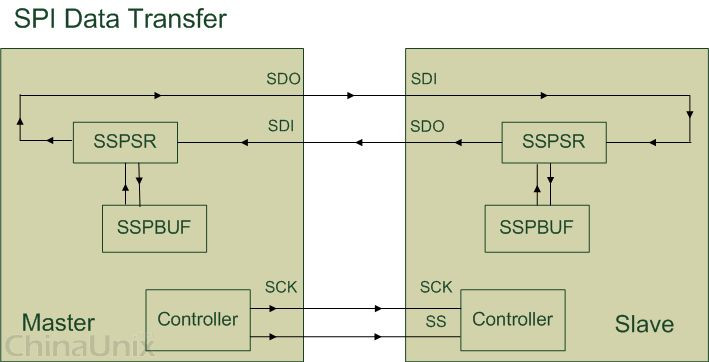 SPI Data Transfer
SDO SDI
SDI SDO
SSPSR SSPSR
SSPBUF SSPBUF
SCK SCK
Master Controller SS Controller Slave
ChinaUnix